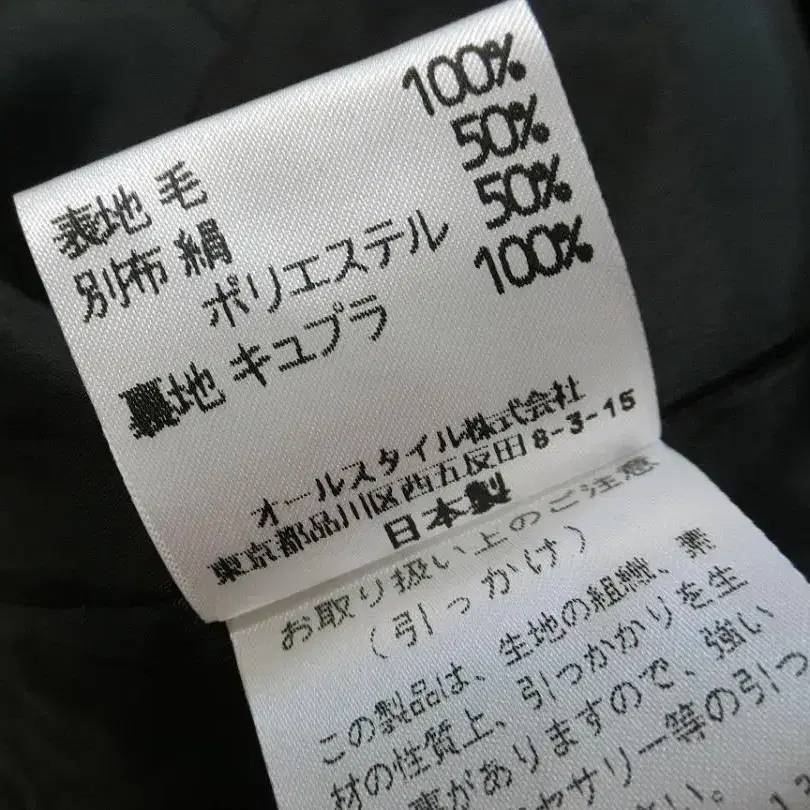 表地 毛 100%
別布 絹 50%
ポリエステル 50%
裏地 キュプラ 100%
オールスタイル株式会社
東京都品川区西五反田 8-3-15
日本製
お取り扱い上のご注意
(引っかけ)
この製品は、生地の組織、素
材の性質上、引っかかりを生
事がありますので、強い
セサリー等の引っ
い。